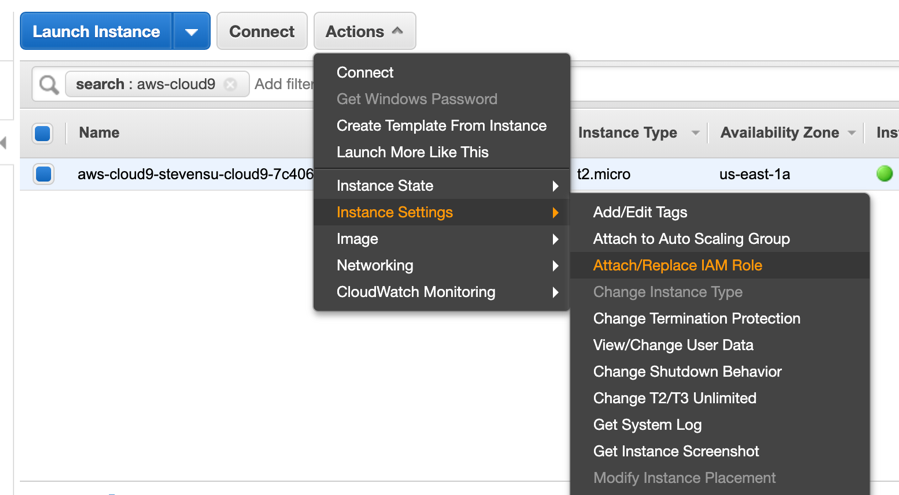 Launch Instance
Connect
Actions
search : aws-cloud9
Add filter
Name
Instance Type
Availability Zone
Ins
aws-cloud9-stevensu-cloud9-7c406
t2.micro
us-east-1a
Connect
Get Windows Password
Create Template From Instance
Launch More Like This
Instance State
Instance Settings
Image
Networking
CloudWatch Monitoring
Add/Edit Tags
Attach to Auto Scaling Group
Attach/Replace IAM Role
Change Instance Type
Change Termination Protection
View/Change User Data
Change Shutdown Behavior
Change T2/T3 Unlimited
Get System Log
Get Instance Screenshot
Modify Instance Placement